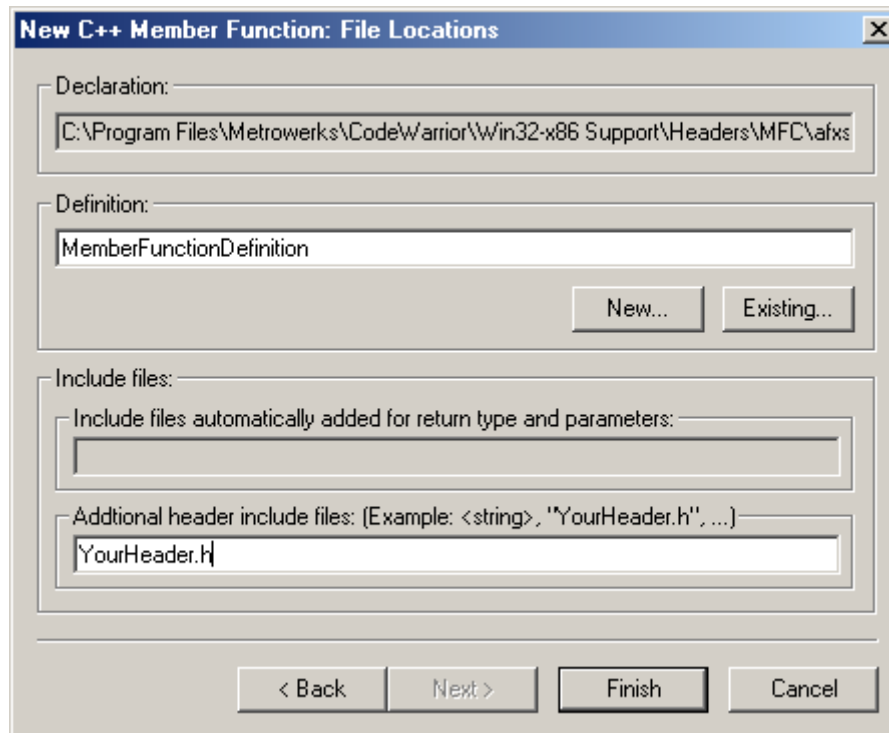 New C++ Member Function: File Locations
Declaration:
C:\Program Files\Metrowerks\CodeWarrior\Win32-x86 Support\Headers\MFC\afxs
Definition:
MemberFunctionDefinition
New... Existing...
Include files:
Include files automatically added for return type and parameters:
Addtional header include files: (Example: <string>, "YourHeader.h", ...)
YourHeader.h
< Back Next > Finish Cancel